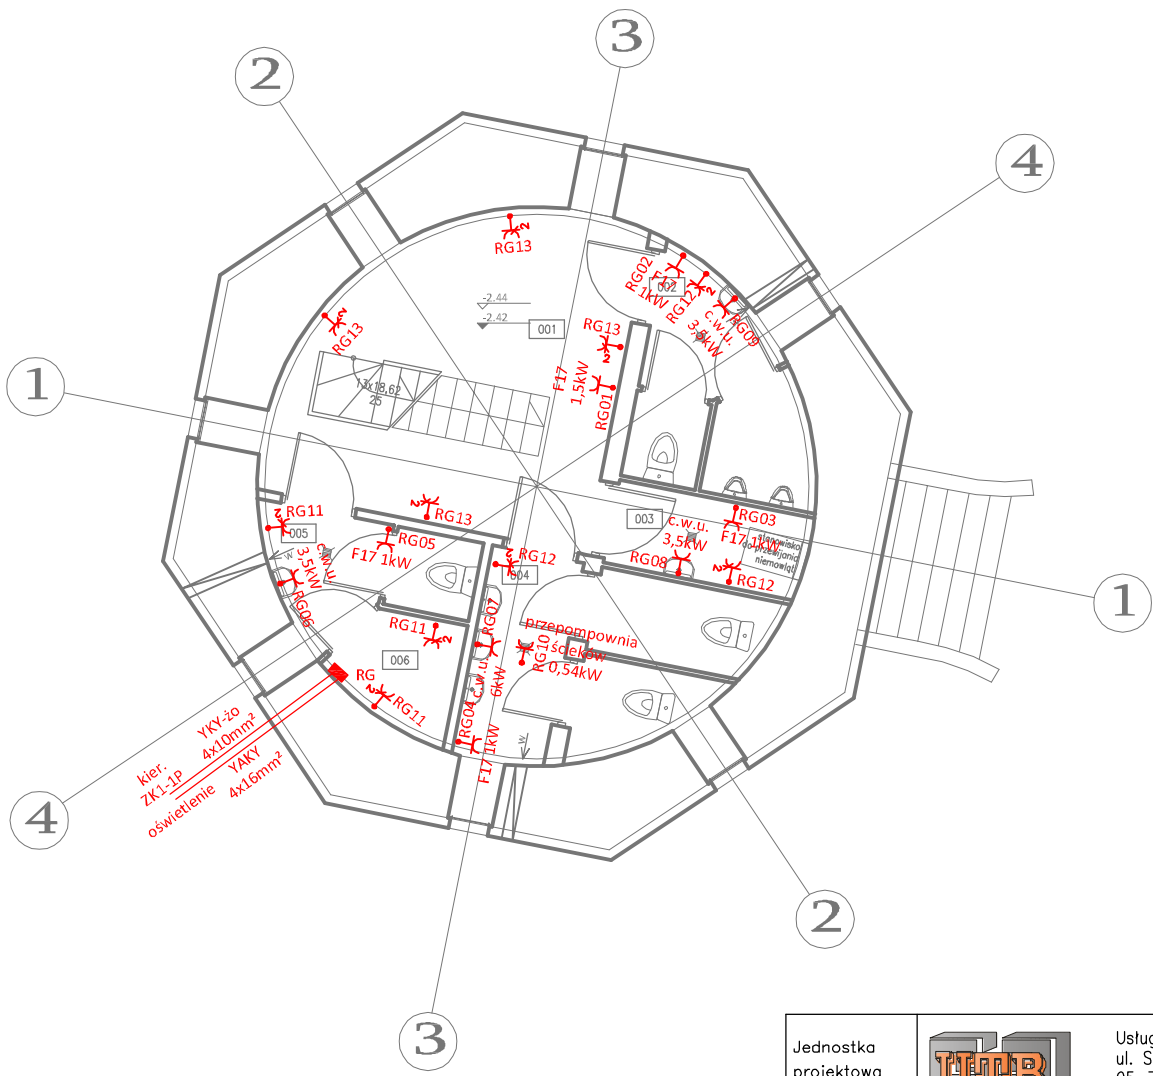 3
2
4
1
RG13
RG02
F17
1kW
002
RG12
c.w.u.
3,5kW
RG09
-2.44
-2.42
001
RG13
RG13
F17
1,5kW
RG01
13x18,62
25
RG11
005
RG13
RG05
F17 1kW
c.w.u.
3,5kW
w
RG06
RG12
004
003
c.w.u.
3,5kW
RG08
RG03
F17 1kW
stanowisko
do przewijania
niemowląt
RG12
RG11
006
RG
RG11
RG07
c.w.u.
6kW
przepompownia
ścieków
0,54kW
RG10
RG04
F17 1kW
w
kier.
ZK1-1P
YKY-żo
4x10mm²
oświetlenie
YAKY
4x16mm²
1
4
2
3
Jednostka
projektowa
UTB
Usług
ul. S